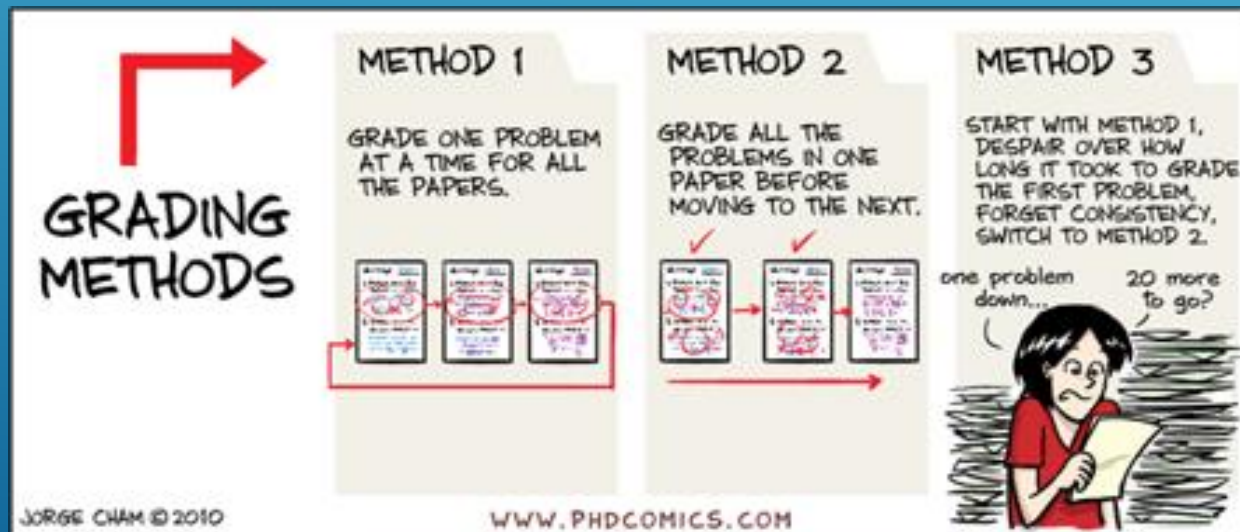 GRADING
METHODS
METHOD 1
GRADE ONE PROBLEM
AT A TIME FOR ALL
THE PAPERS.
METHOD 2
GRADE ALL THE
PROBLEMS IN ONE
PAPER BEFORE
MOVING TO THE NEXT.
METHOD 3
START WITH METHOD 1,
DESPAIR OVER HOW
LONG IT TOOK TO GRADE
THE FIRST PROBLEM,
FORGET CONSISTENCY,
SWITCH TO METHOD 2.
one problem
down...
20 more
to go?
JORGE CHAM © 2010
WWW.PHDCOMICS.COM